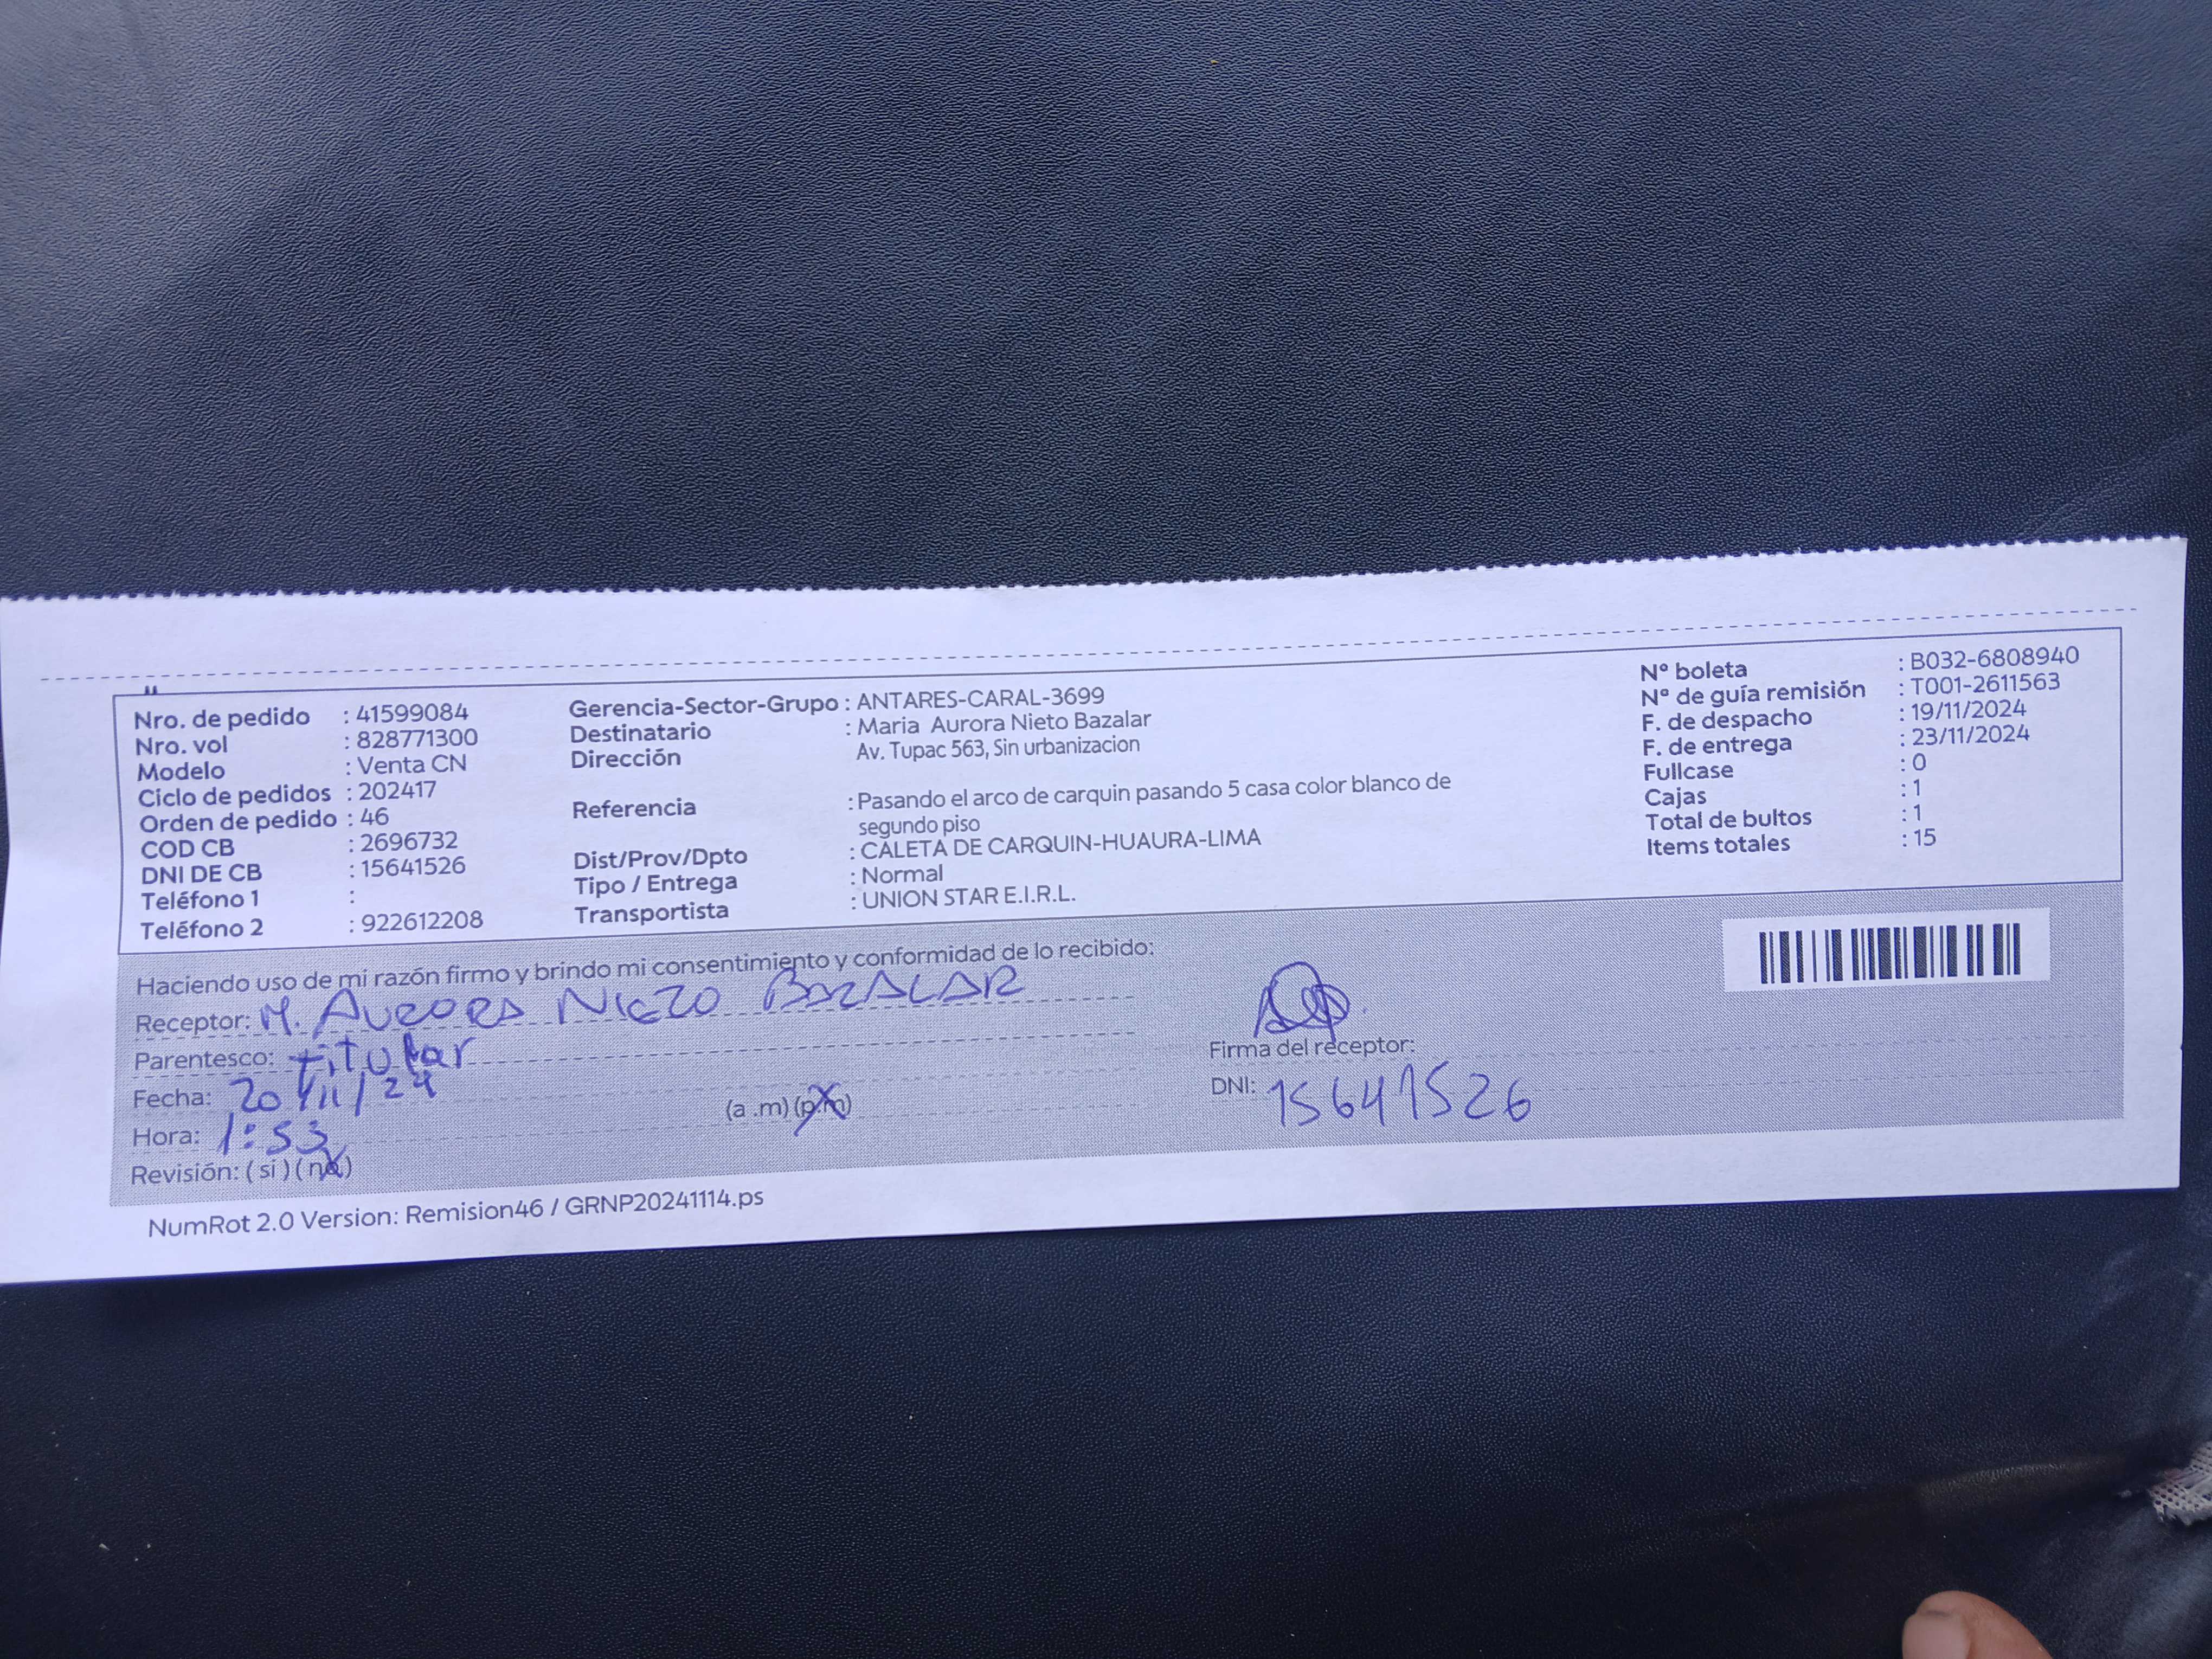 Nro. de pedido : 41599084
Nro. vol : 828771300
Modelo : Venta CN
Ciclo de pedidos : 202417
Orden de pedido : 46
COD CB : 2696732
DNI DE CB : 15641526
Teléfono 1 :
Teléfono 2 : 922612208
Gerencia-Sector-Grupo : ANTARES-CARAL-3699
Destinatario : Maria Aurora Nieto Bazalar
Dirección Av. Tupac 563, Sin urbanizacion
Referencia : Pasando el arco de carquin pasando 5 casa color blanco de
segundo piso
Dist/Prov/Dpto : CALETA DE CARQUIN-HUAURA-LIMA
Tipo / Entrega : Normal
Transportista : UNION STAR E.I.R.L.
N° boleta : B032-6808940
N° de guía remisión : T001-2611563
F. de despacho : 19/11/2024
F. de entrega : 23/11/2024
Fullcase : 0
Cajas : 1
Total de bultos : 1
Items totales : 15
Haciendo uso de mi razón firmo y brindo mi consentimiento y conformidad de lo recibido:
Receptor: M. AURORA NIETO BAZALAR
Parentesco: titular
Fecha: 20/11/24
Hora: 1:53 (a .m) (p.m)
Revisión: ( si ) ( no )
Firma del receptor:
DNI: 15641526
NumRot 2.0 Version: Remision46 / GRNP20241114.ps